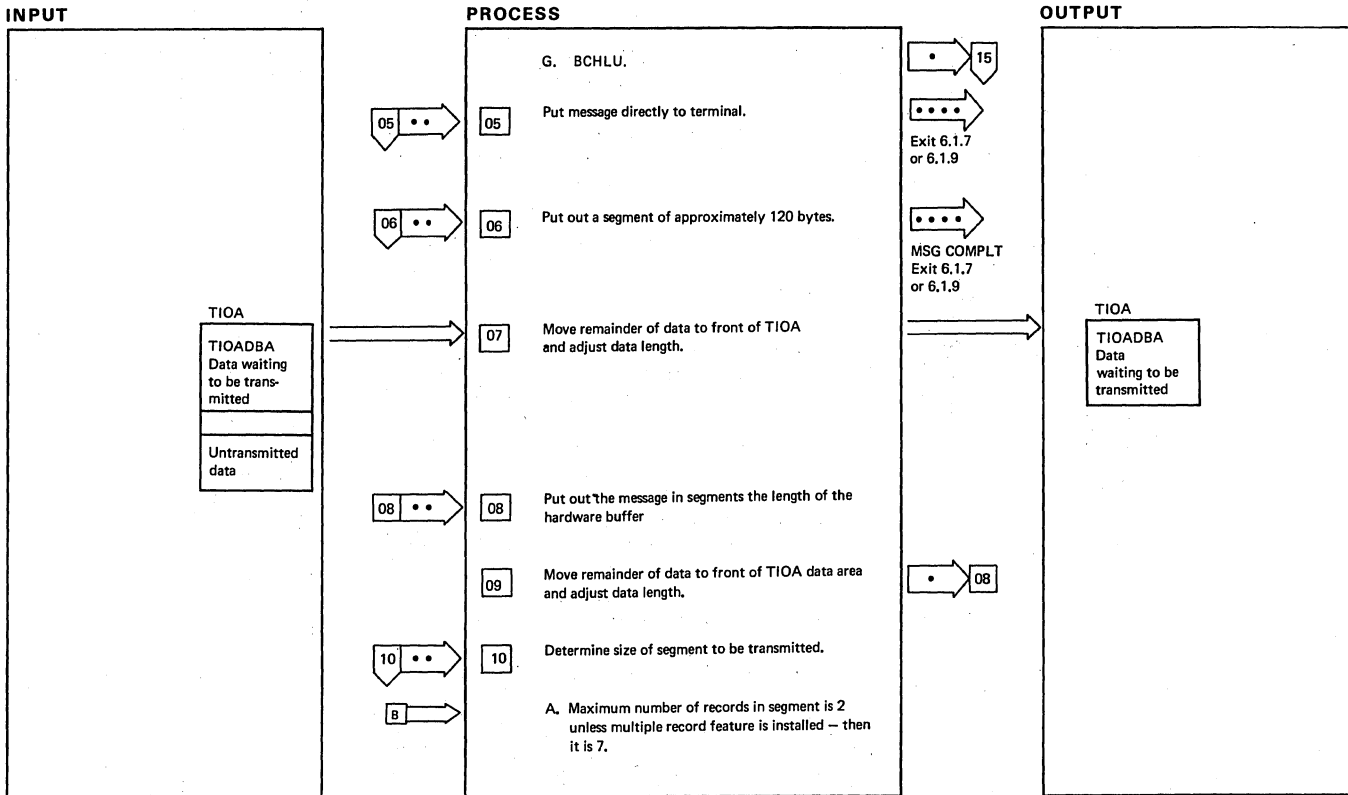 INPUT
PROCESS
OUTPUT
G. BCHLU.
• 15
05 ••
05
Put message directly to terminal.
••••
Exit 6.1.7
or 6.1.9
06 ••
06
Put out a segment of approximately 120 bytes.
••••
MSG COMPLT
Exit 6.1.7
or 6.1.9
TIOA
TIOADBA
Data waiting
to be trans-
mitted
Untransmitted
data
07
Move remainder of data to front of TIOA
and adjust data length.
TIOA
TIOADBA
Data
waiting to be
transmitted
08 ••
08
Put out the message in segments the length of the
hardware buffer
09
Move remainder of data to front of TIOA data area
and adjust data length.
• 08
10 ••
10
Determine size of segment to be transmitted.
B
A. Maximum number of records in segment is 2
unless multiple record feature is installed — then
it is 7.